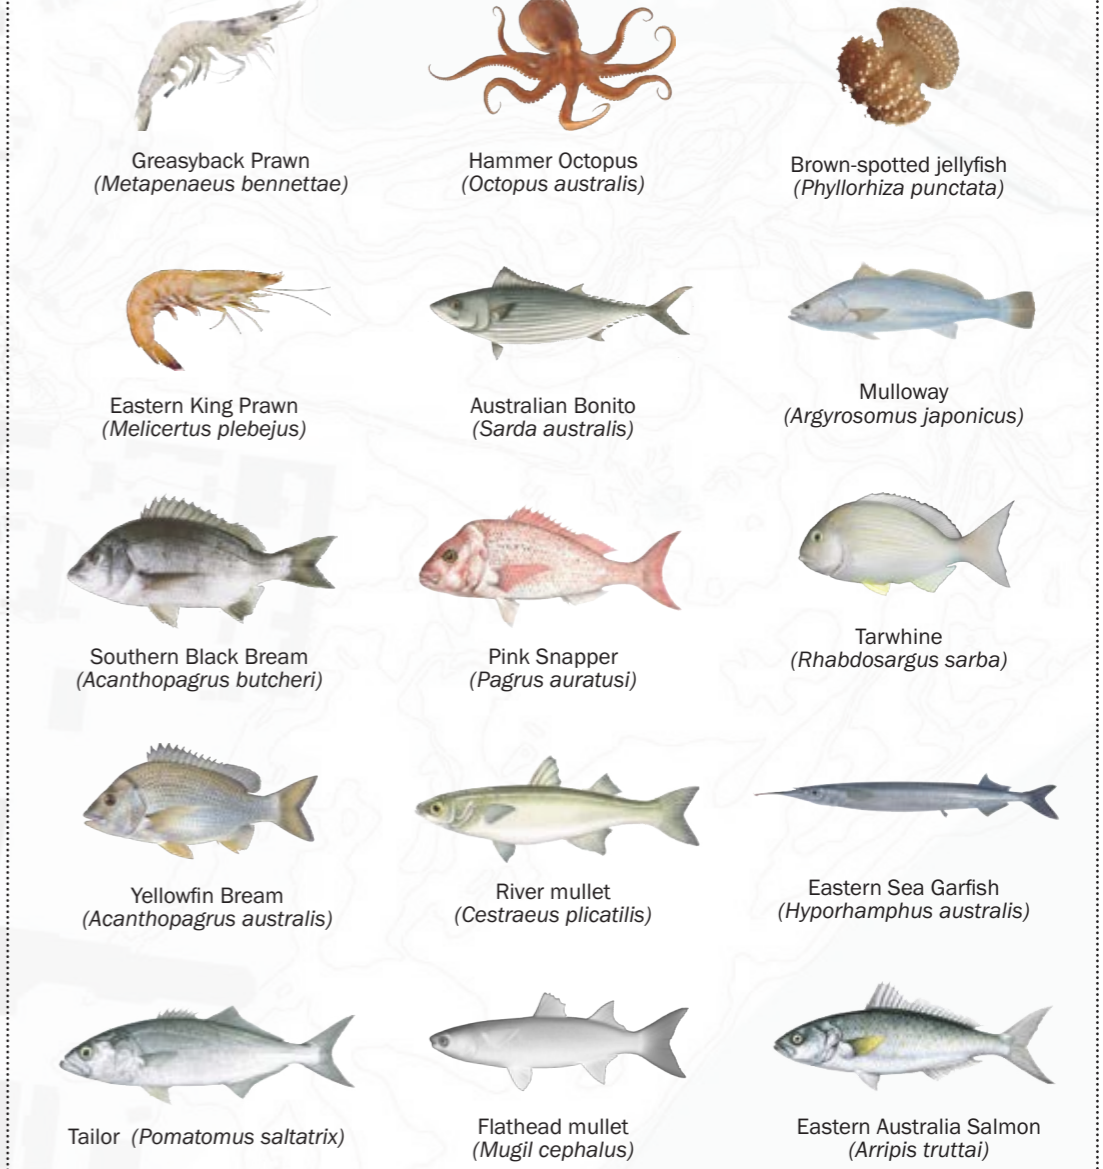 Greasyback Prawn
(Metapenaeus bennettae)
Hammer Octopus
(Octopus australis)
Brown-spotted jellyfish
(Phyllorhiza punctata)
Eastern King Prawn
(Melicertus plebejus)
Australian Bonito
(Sarda australis)
Mulloway
(Argyrosomus japonicus)
Southern Black Bream
(Acanthopagrus butcheri)
Pink Snapper
(Pagrus auratusi)
Tarwhine
(Rhabdosargus sarba)
Yellowfin Bream
(Acanthopagrus australis)
River mullet
(Cestraeus plicatilis)
Eastern Sea Garfish
(Hyporhamphus australis)
Tailor (Pomatomus saltatrix)
Flathead mullet
(Mugil cephalus)
Eastern Australia Salmon
(Arripis truttai)